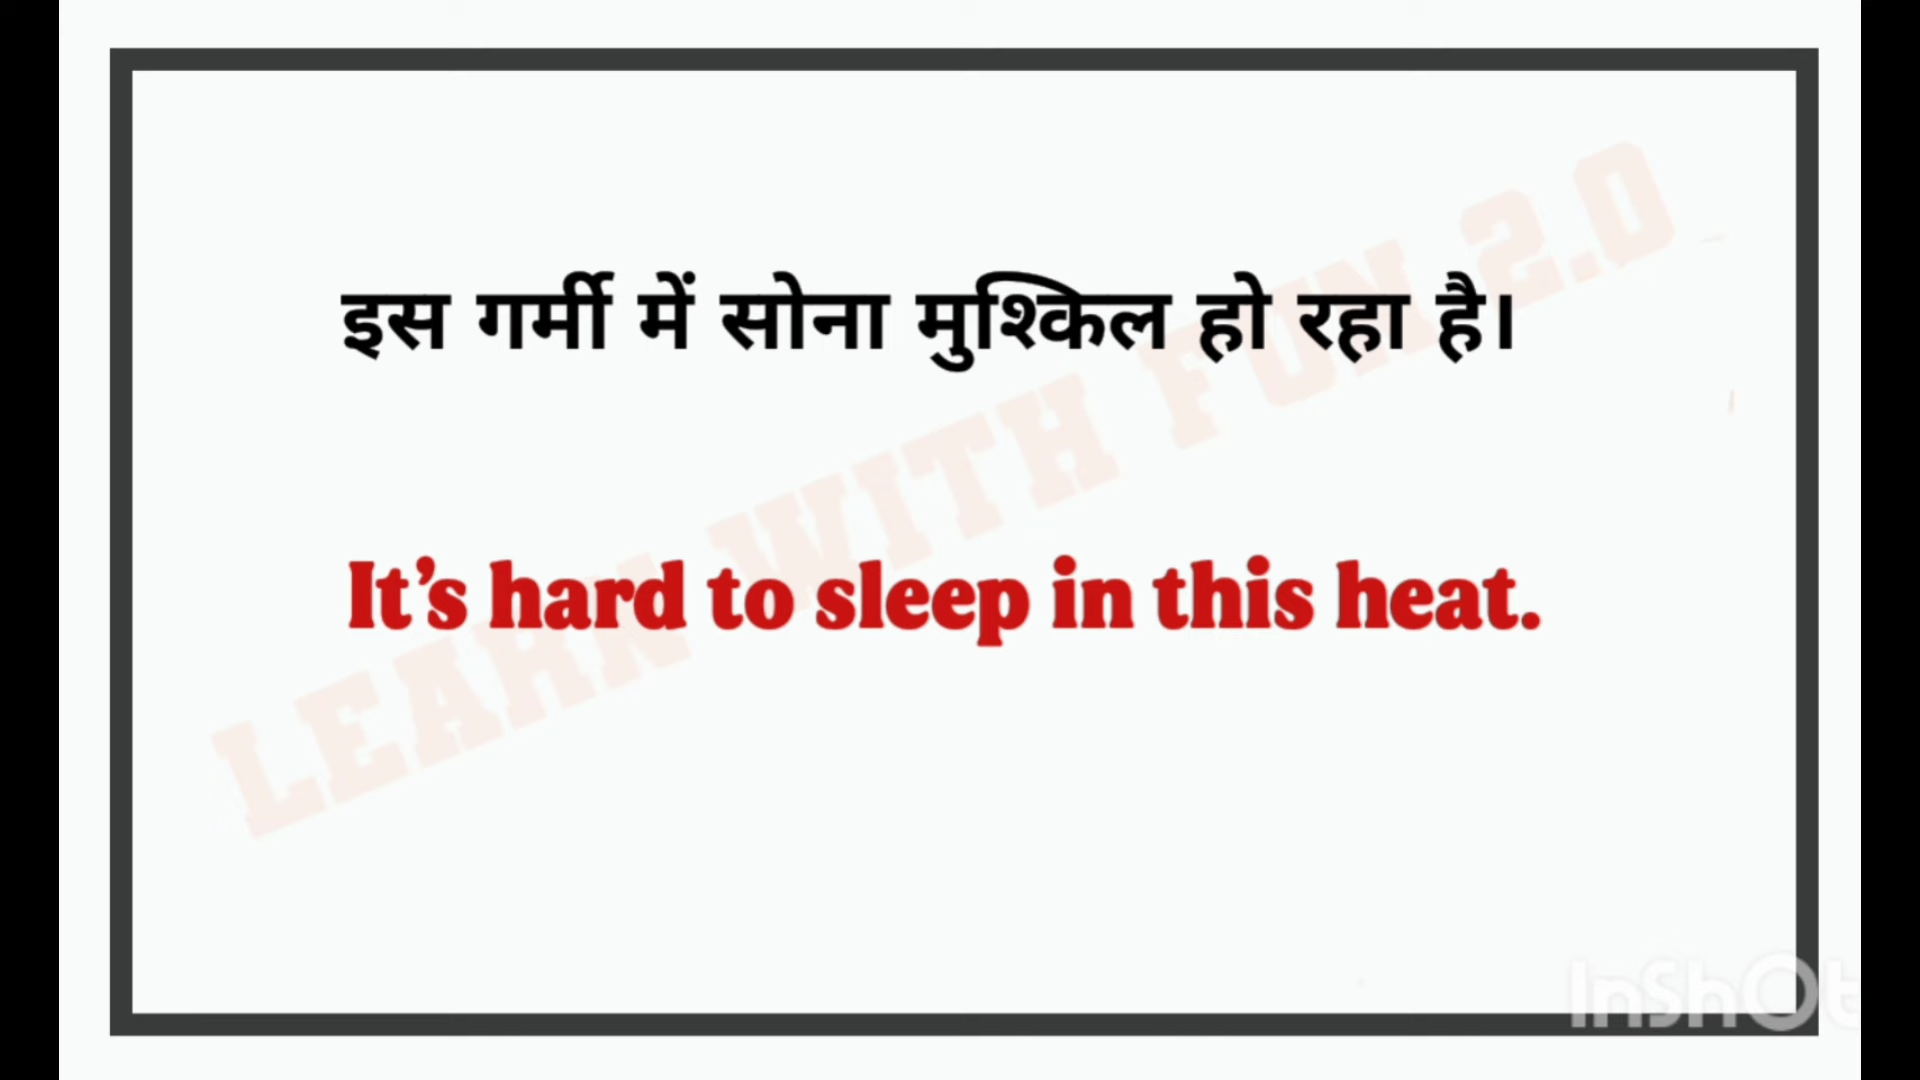 इस गर्मी में सोना मुश्किल हो रहा है।
It’s hard to sleep in this heat.
LEARN WITH FUN 2.0
InShOt